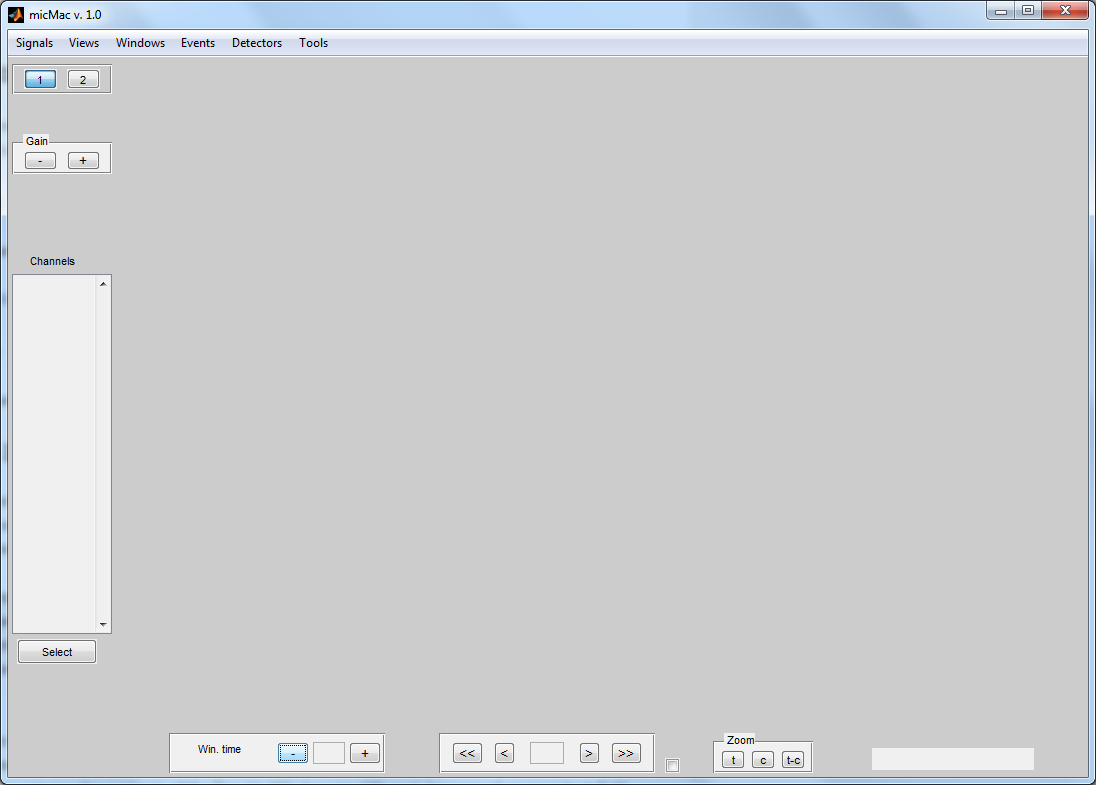 micMac v. 1.0
Signals Views Windows Events Detectors Tools
1 2
Gain
- +
Channels
Select
Win. time - +
<< < > >>
Zoom
t c t-c